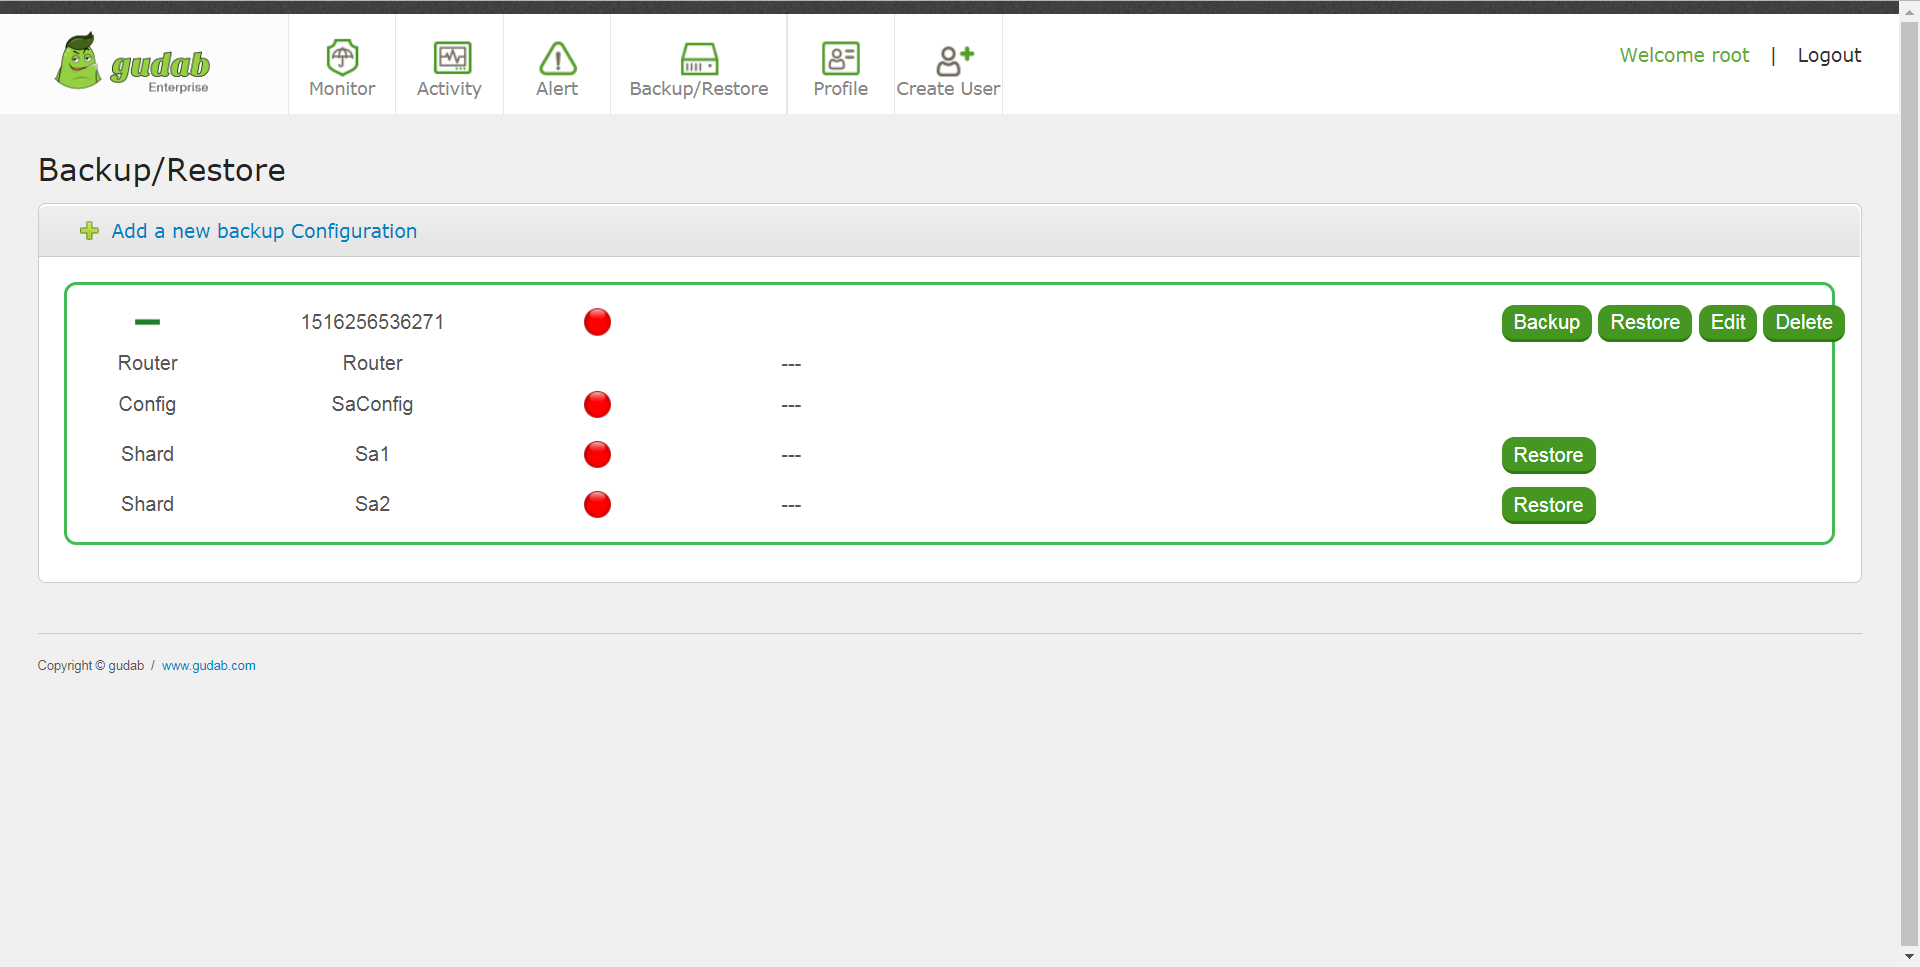 gudab
Enterprise
Monitor
Activity
Alert
Backup/Restore
Profile
Create User
Welcome root | Logout
Backup/Restore
Add a new backup Configuration
1516256536271 Backup Restore Edit Delete
Router Router ---
Config SaConfig ---
Shard Sa1 --- Restore
Shard Sa2 --- Restore
Copyright © gudab / www.gudab.com